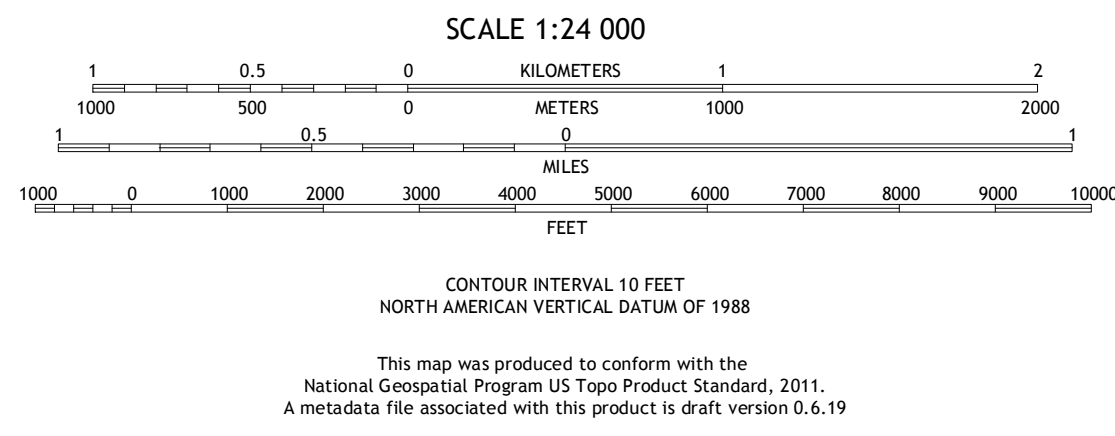 SCALE 1:24 000
1 0.5 0 KILOMETERS 1 2
1000 500 0 METERS 1000 2000
1 0.5 0 1
MILES
1000 0 1000 2000 3000 4000 5000 6000 7000 8000 9000 10000
FEET
CONTOUR INTERVAL 10 FEET
NORTH AMERICAN VERTICAL DATUM OF 1988
This map was produced to conform with the
National Geospatial Program US Topo Product Standard, 2011.
A metadata file associated with this product is draft version 0.6.19